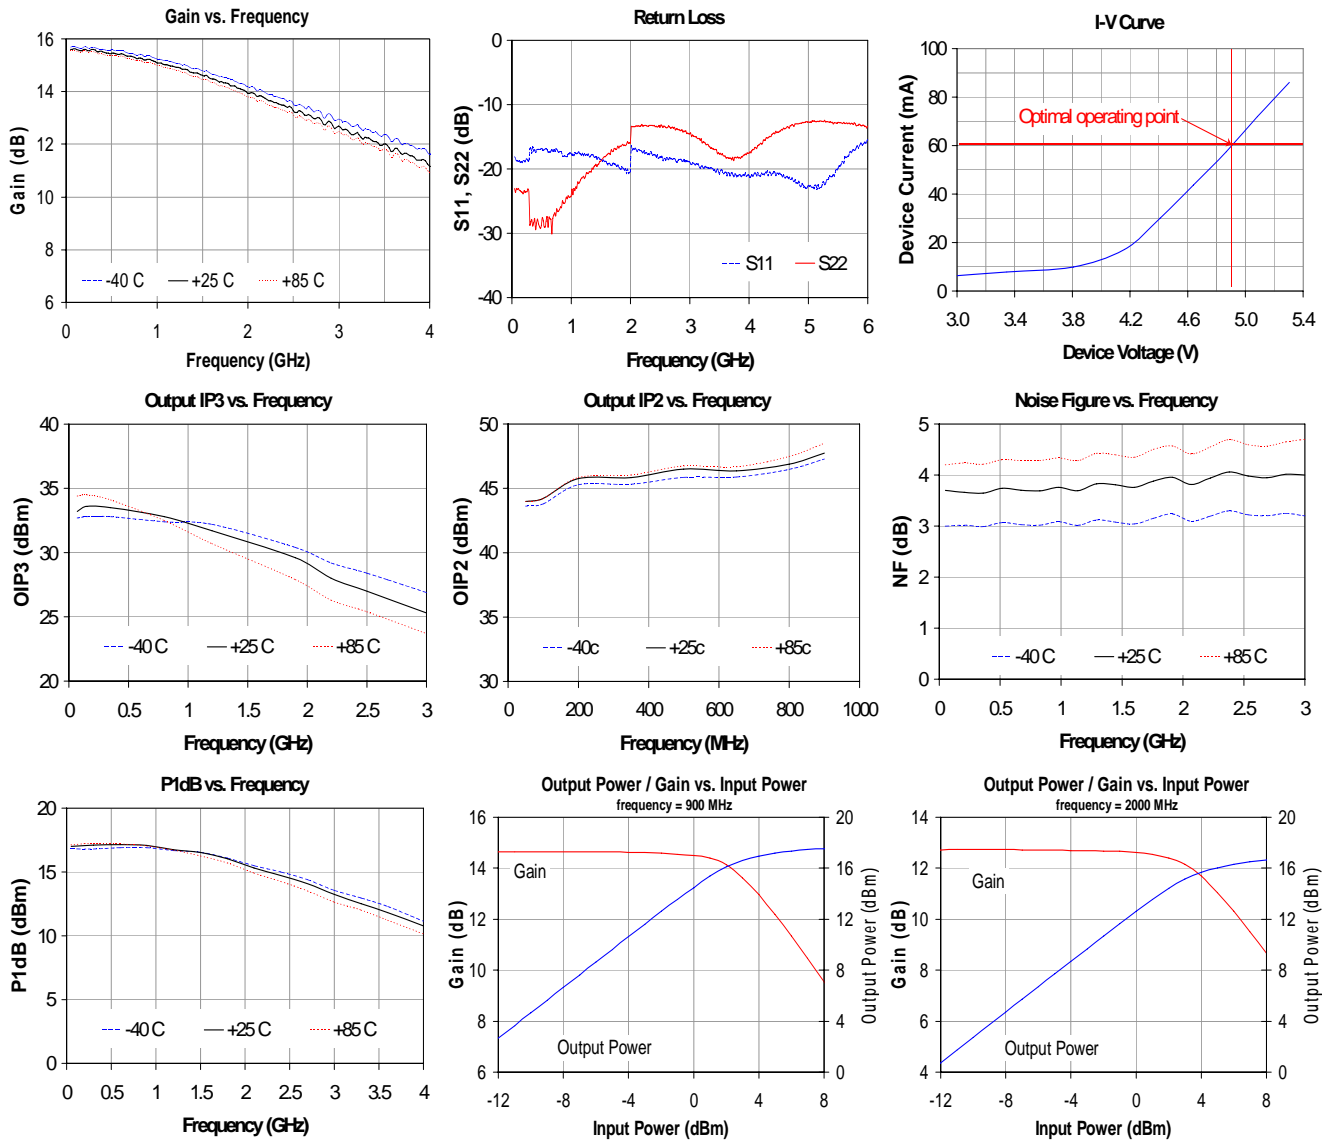 Gain vs. Frequency
Gain (dB)
16
14
12
10
8
6
-40 C
+25 C
+85 C
0 1 2 3 4
Frequency (GHz)
Return Loss
S11, S22 (dB)
0
-10
-20
-30
-40
S11
S22
0 1 2 3 4 5 6
Frequency (GHz)
I-V Curve
Device Current (mA)
100
80
60
40
20
0
Optimal operating point
3.0 3.4 3.8 4.2 4.6 5.0 5.4
Device Voltage (V)
Output IP3 vs. Frequency
OIP3 (dBm)
40
35
30
25
20
-40 C
+25 C
+85 C
0 0.5 1 1.5 2 2.5 3
Frequency (GHz)
Output IP2 vs. Frequency
OIP2 (dBm)
50
45
40
35
30
-40c
+25c
+85c
0 200 400 600 800 1000
Frequency (MHz)
Noise Figure vs. Frequency
NF (dB)
5
4
3
2
1
0
-40 C
+25 C
+85 C
0 0.5 1 1.5 2 2.5 3
Frequency (GHz)
P1dB vs. Frequency
P1dB (dBm)
20
15
10
5
0
-40 C
+25 C
+85 C
0 0.5 1 1.5 2 2.5 3 3.5 4
Frequency (GHz)
Output Power / Gain vs. Input Power
frequency = 900 MHz
Gain (dB)
16
14
12
10
8
6
Gain
Output Power
20
16
12
8
4
0
Output Power (dBm)
-12 -8 -4 0 4 8
Input Power (dBm)
Output Power / Gain vs. Input Power
frequency = 2000 MHz
Gain (dB)
14
12
10
8
6
4
Gain
Output Power
20
16
12
8
4
0
Output Power (dBm)
-12 -8 -4 0 4 8
Input Power (dBm)